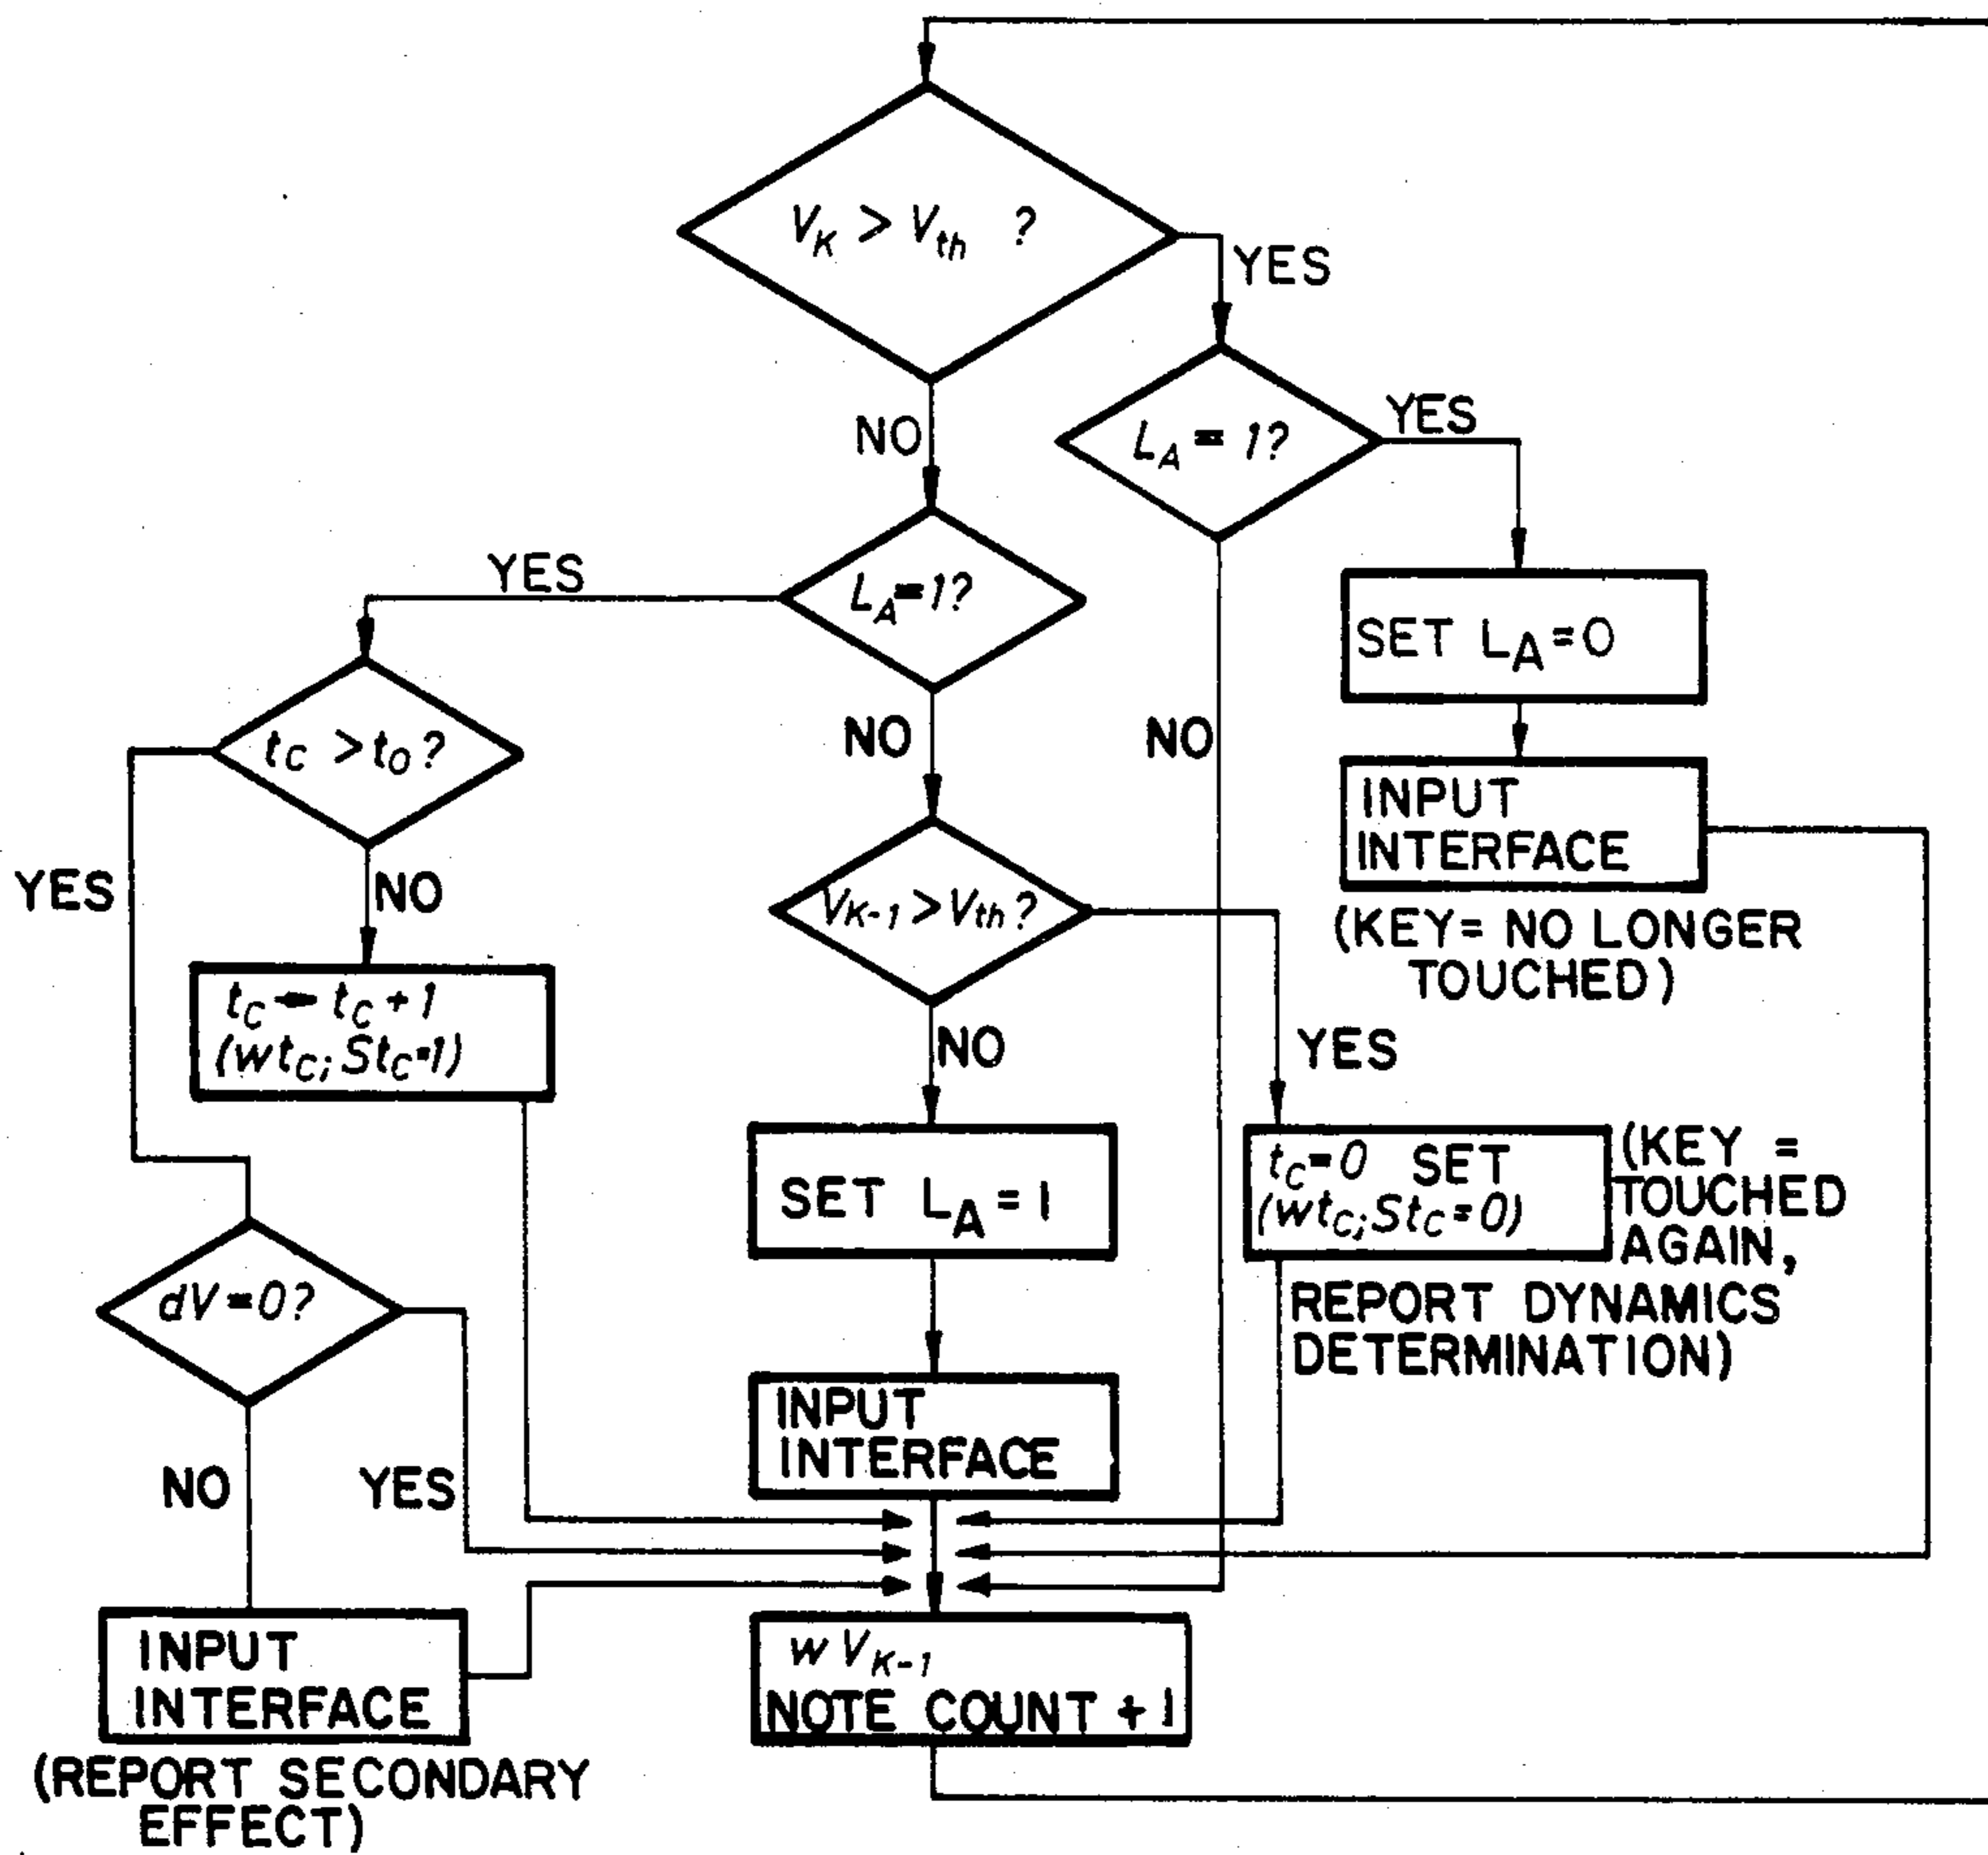 V_K > V_th ?
YES
NO
L_A = 1?
YES
YES
L_A = 1?
SET L_A = 0
NO
NO
t_C > t_0 ?
INPUT
INTERFACE
YES
NO
V_K-1 > V_th ?
(KEY = NO LONGER
TOUCHED)
t_C ← t_C + 1
(wt_C; St_C=1)
NO
YES
SET L_A = 1
t_C = 0 SET
(wt_C; St_C = 0)
(KEY =
TOUCHED
AGAIN,
REPORT DYNAMICS
DETERMINATION)
dV = 0?
INPUT
INTERFACE
NO
YES
INPUT
INTERFACE
w V_K-1
NOTE COUNT + 1
(REPORT SECONDARY
EFFECT)